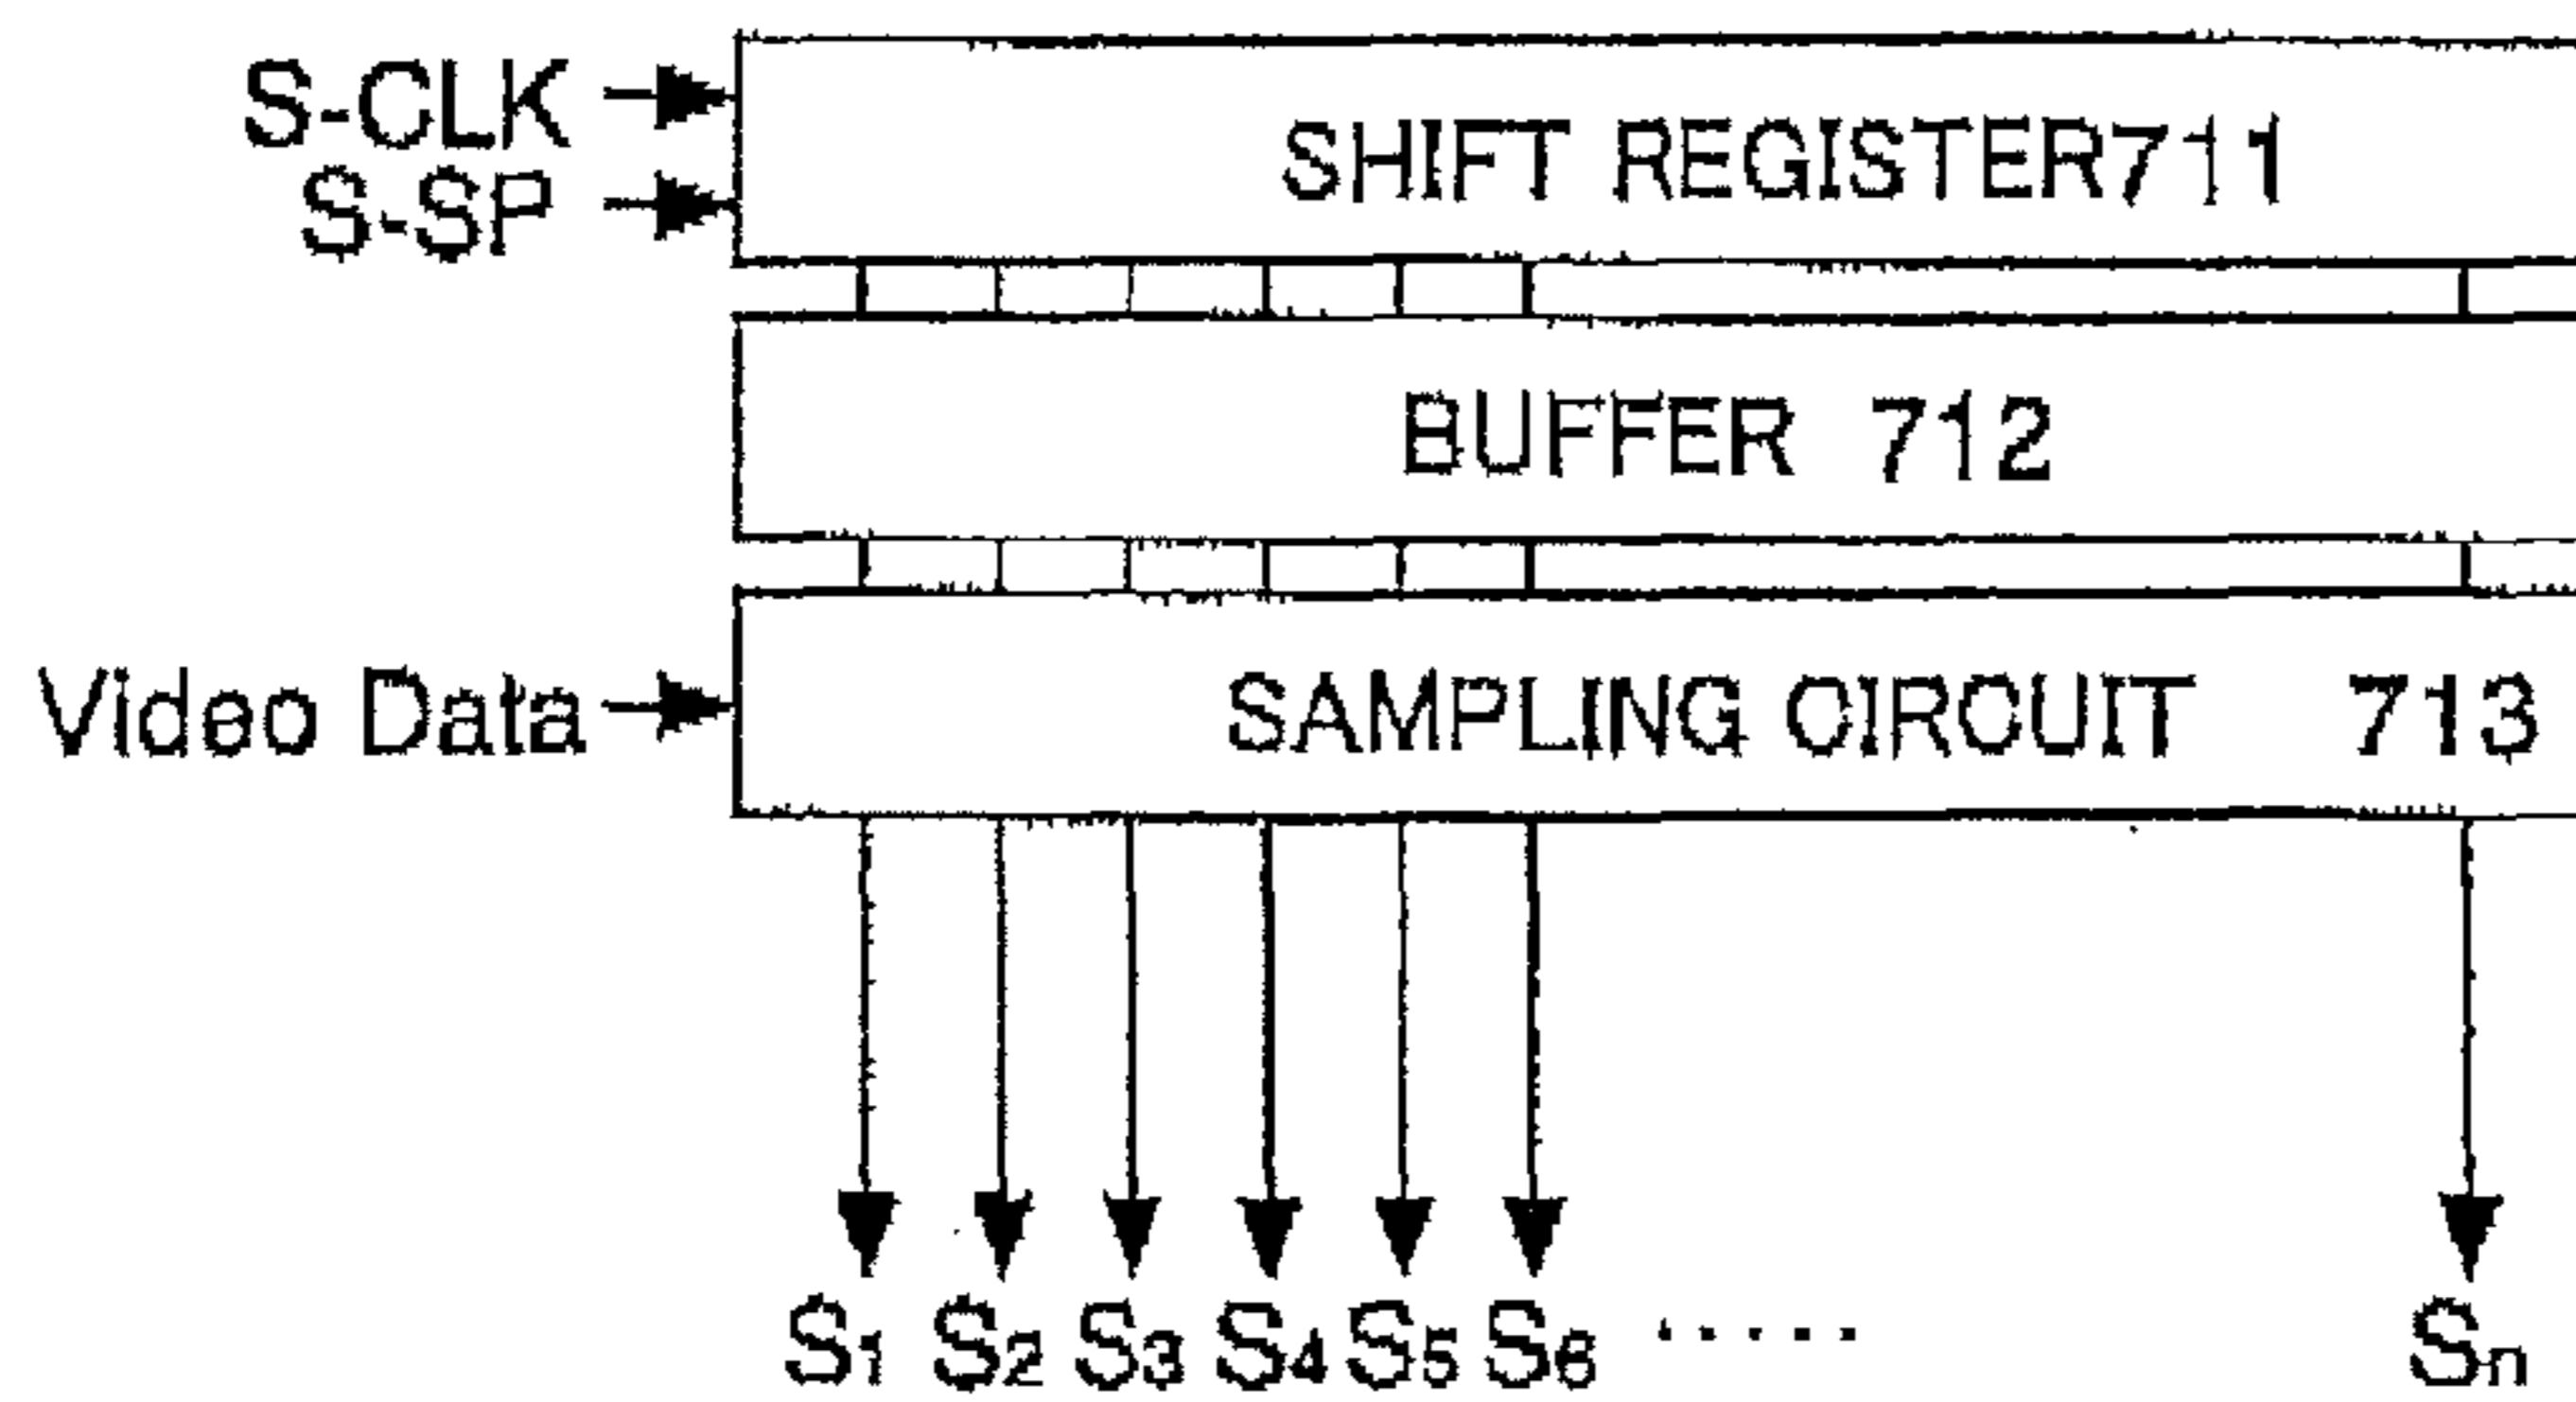 S-CLK
S-SP
SHIFT REGISTER711
BUFFER 712
Video Data
SAMPLING CIRCUIT 713
S1 S2 S3 S4 S5 S6 ····· Sn